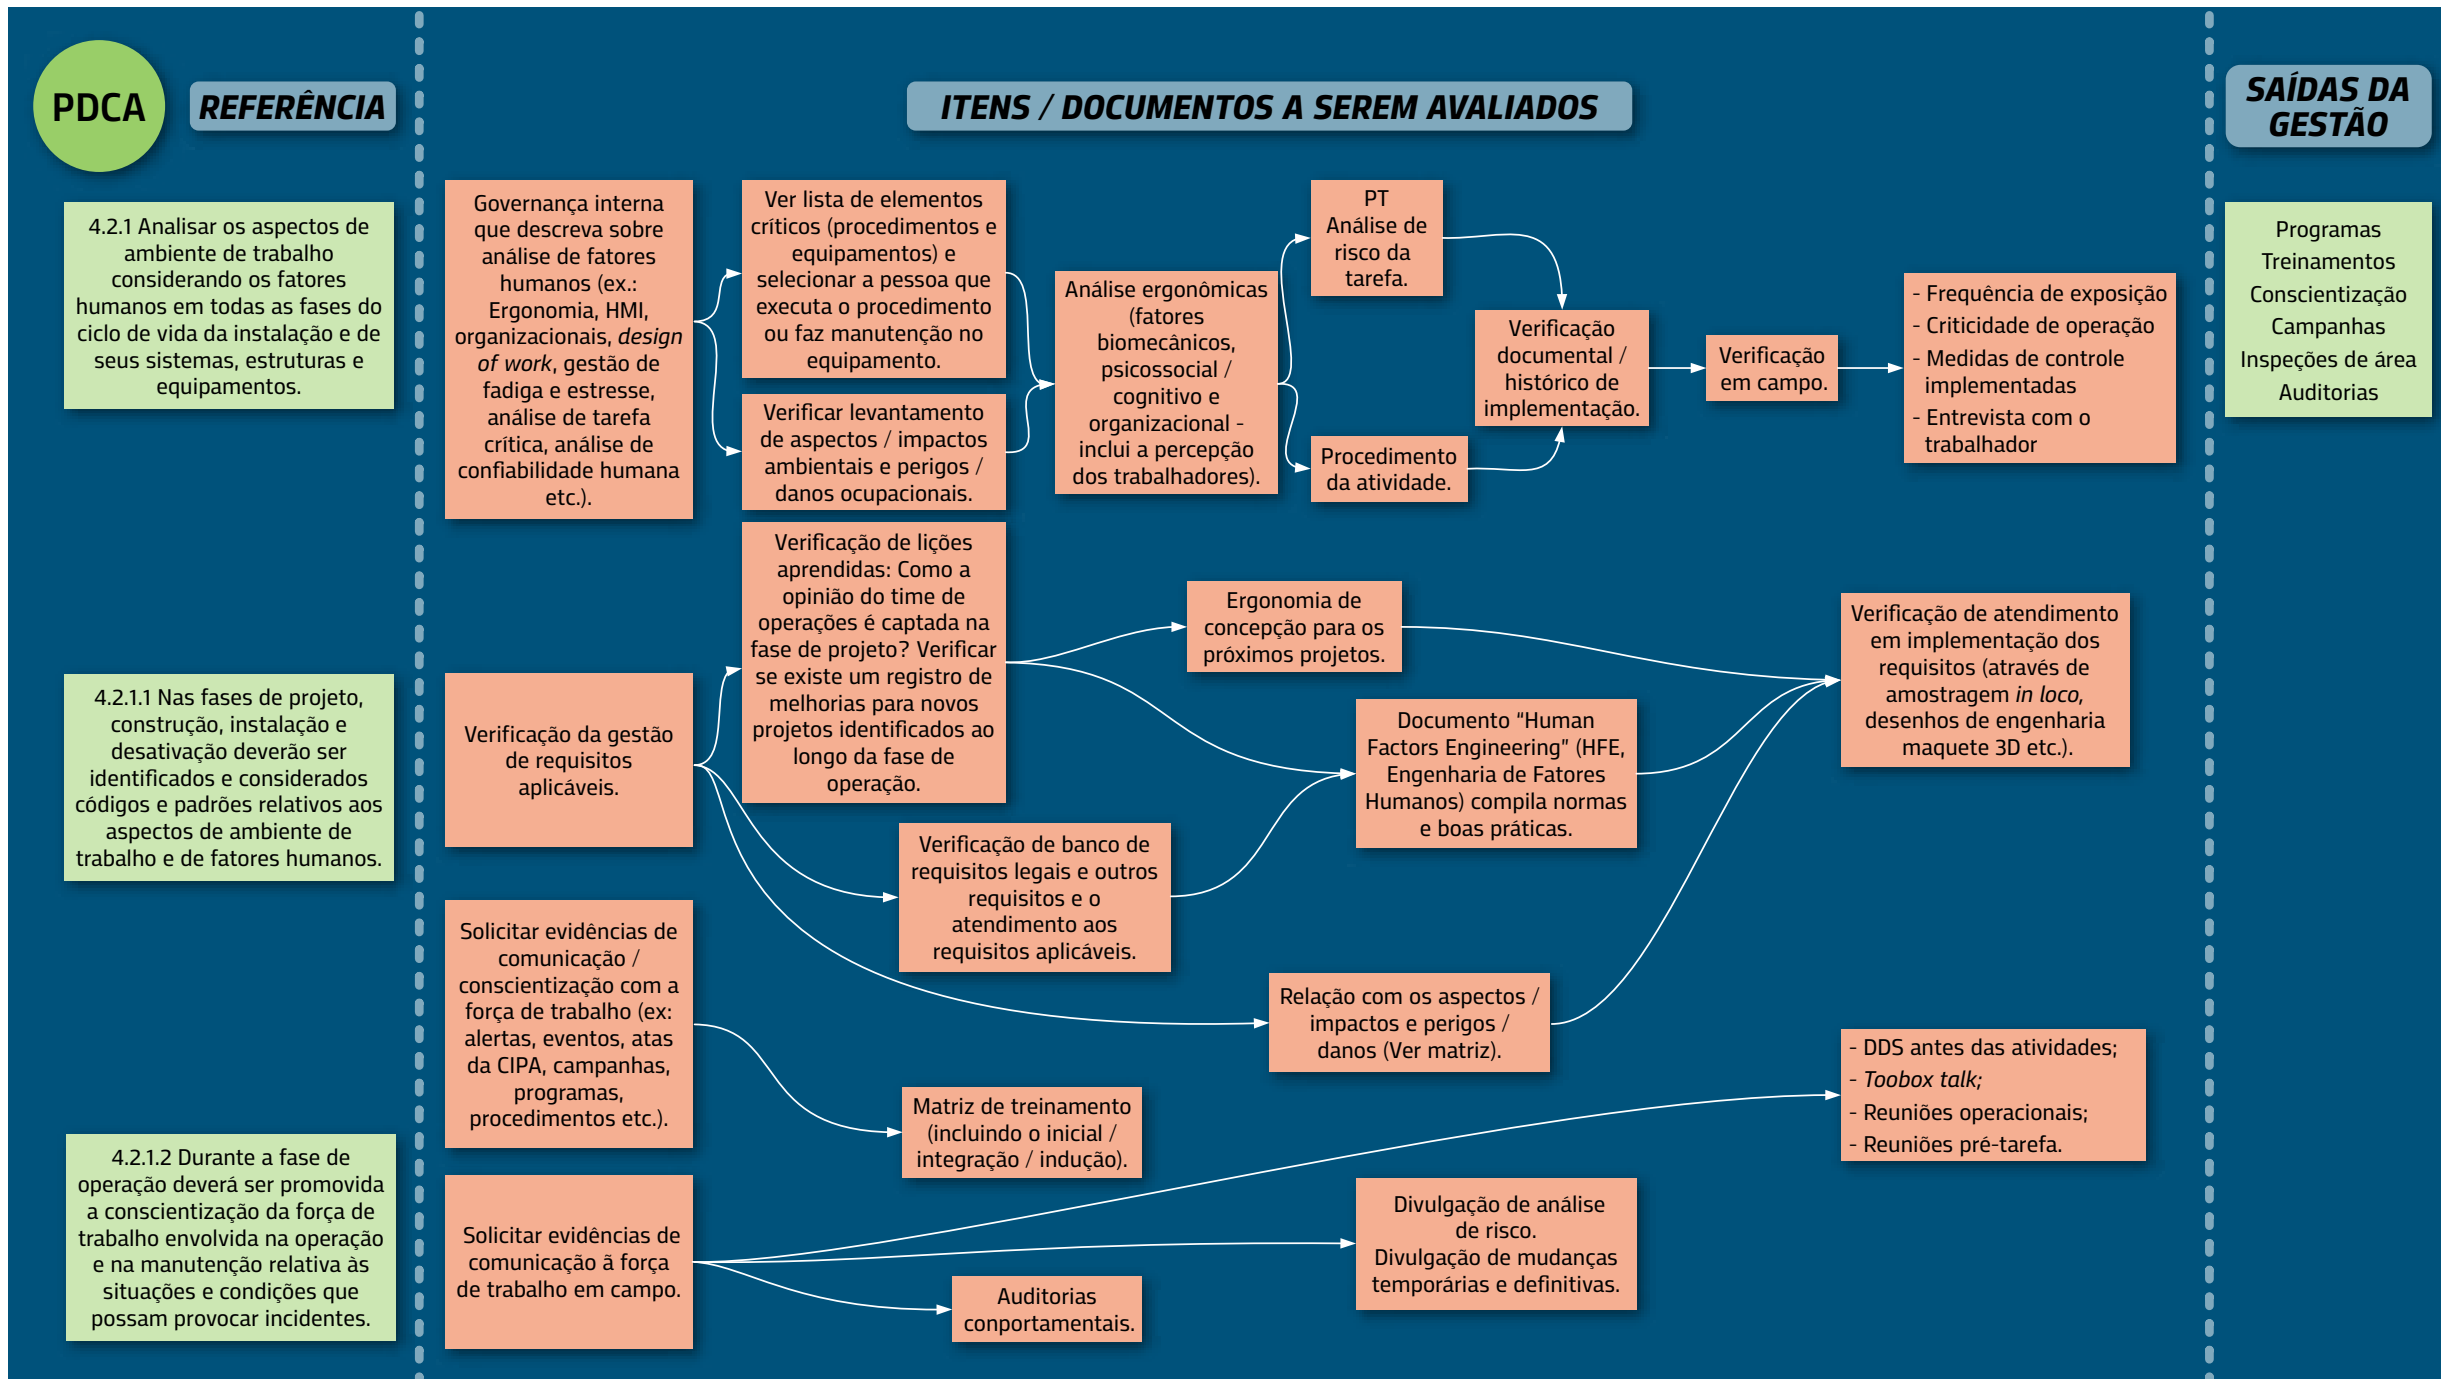 PDCA
REFERÊNCIA
ITENS / DOCUMENTOS A SEREM AVALIADOS
SAÍDAS DA
GESTÃO
4.2.1 Analisar os aspectos de
ambiente de trabalho
considerando os fatores
humanos em todas as fases do
ciclo de vida da instalação e de
seus sistemas, estruturas e
equipamentos.
Governança interna
que descreva sobre
análise de fatores
humanos (ex.:
Ergonomia, HMI,
organizacionais, design
of work, gestão de
fadiga e estresse,
análise de tarefa
crítica, análise de
confiabilidade humana
etc.).
Ver lista de elementos
críticos (procedimentos e
equipamentos) e
selecionar a pessoa que
executa o procedimento
ou faz manutenção no
equipamento.
Verificar levantamento
de aspectos / impactos
ambientais e perigos /
danos ocupacionais.
Análise ergonômicas
(fatores
biomecânicos,
psicossocial /
cognitivo e
organizacional -
inclui a percepção
dos trabalhadores).
PT
Análise de
risco da
tarefa.
Procedimento
da atividade.
Verificação
documental /
histórico de
implementação.
Verificação
em campo.
- Frequência de exposição
- Criticidade de operação
- Medidas de controle
implementadas
- Entrevista com o
trabalhador
Programas
Treinamentos
Conscientização
Campanhas
Inspeções de área
Auditorias
4.2.1.1 Nas fases de projeto,
construção, instalação e
desativação deverão ser
identificados e considerados
códigos e padrões relativos aos
aspectos de ambiente de
trabalho e de fatores humanos.
Verificação da gestão
de requisitos
aplicáveis.
Verificação de lições
aprendidas: Como a
opinião do time de
operações é captada na
fase de projeto? Verificar
se existe um registro de
melhorias para novos
projetos identificados ao
longo da fase de
operação.
Verificação de banco de
requisitos legais e outros
requisitos e o
atendimento aos
requisitos aplicáveis.
Ergonomia de
concepção para os
próximos projetos.
Documento “Human
Factors Engineering” (HFE,
Engenharia de Fatores
Humanos) compila normas
e boas práticas.
Relação com os aspectos /
impactos e perigos /
danos (Ver matriz).
Verificação de atendimento
em implementação dos
requisitos (através de
amostragem in loco,
desenhos de engenharia
maquete 3D etc.).
4.2.1.2 Durante a fase de
operação deverá ser promovida
a conscientização da força de
trabalho envolvida na operação
e na manutenção relativa às
situações e condições que
possam provocar incidentes.
Solicitar evidências de
comunicação /
conscientização com a
força de trabalho (ex:
alertas, eventos, atas
da CIPA, campanhas,
programas,
procedimentos etc.).
Matriz de treinamento
(incluindo o inicial /
integração / indução).
Solicitar evidências de
comunicação ã força
de trabalho em campo.
Auditorias
conportamentais.
Divulgação de análise
de risco.
Divulgação de mudanças
temporárias e definitivas.
- DDS antes das atividades;
- Toobox talk;
- Reuniões operacionais;
- Reuniões pré-tarefa.